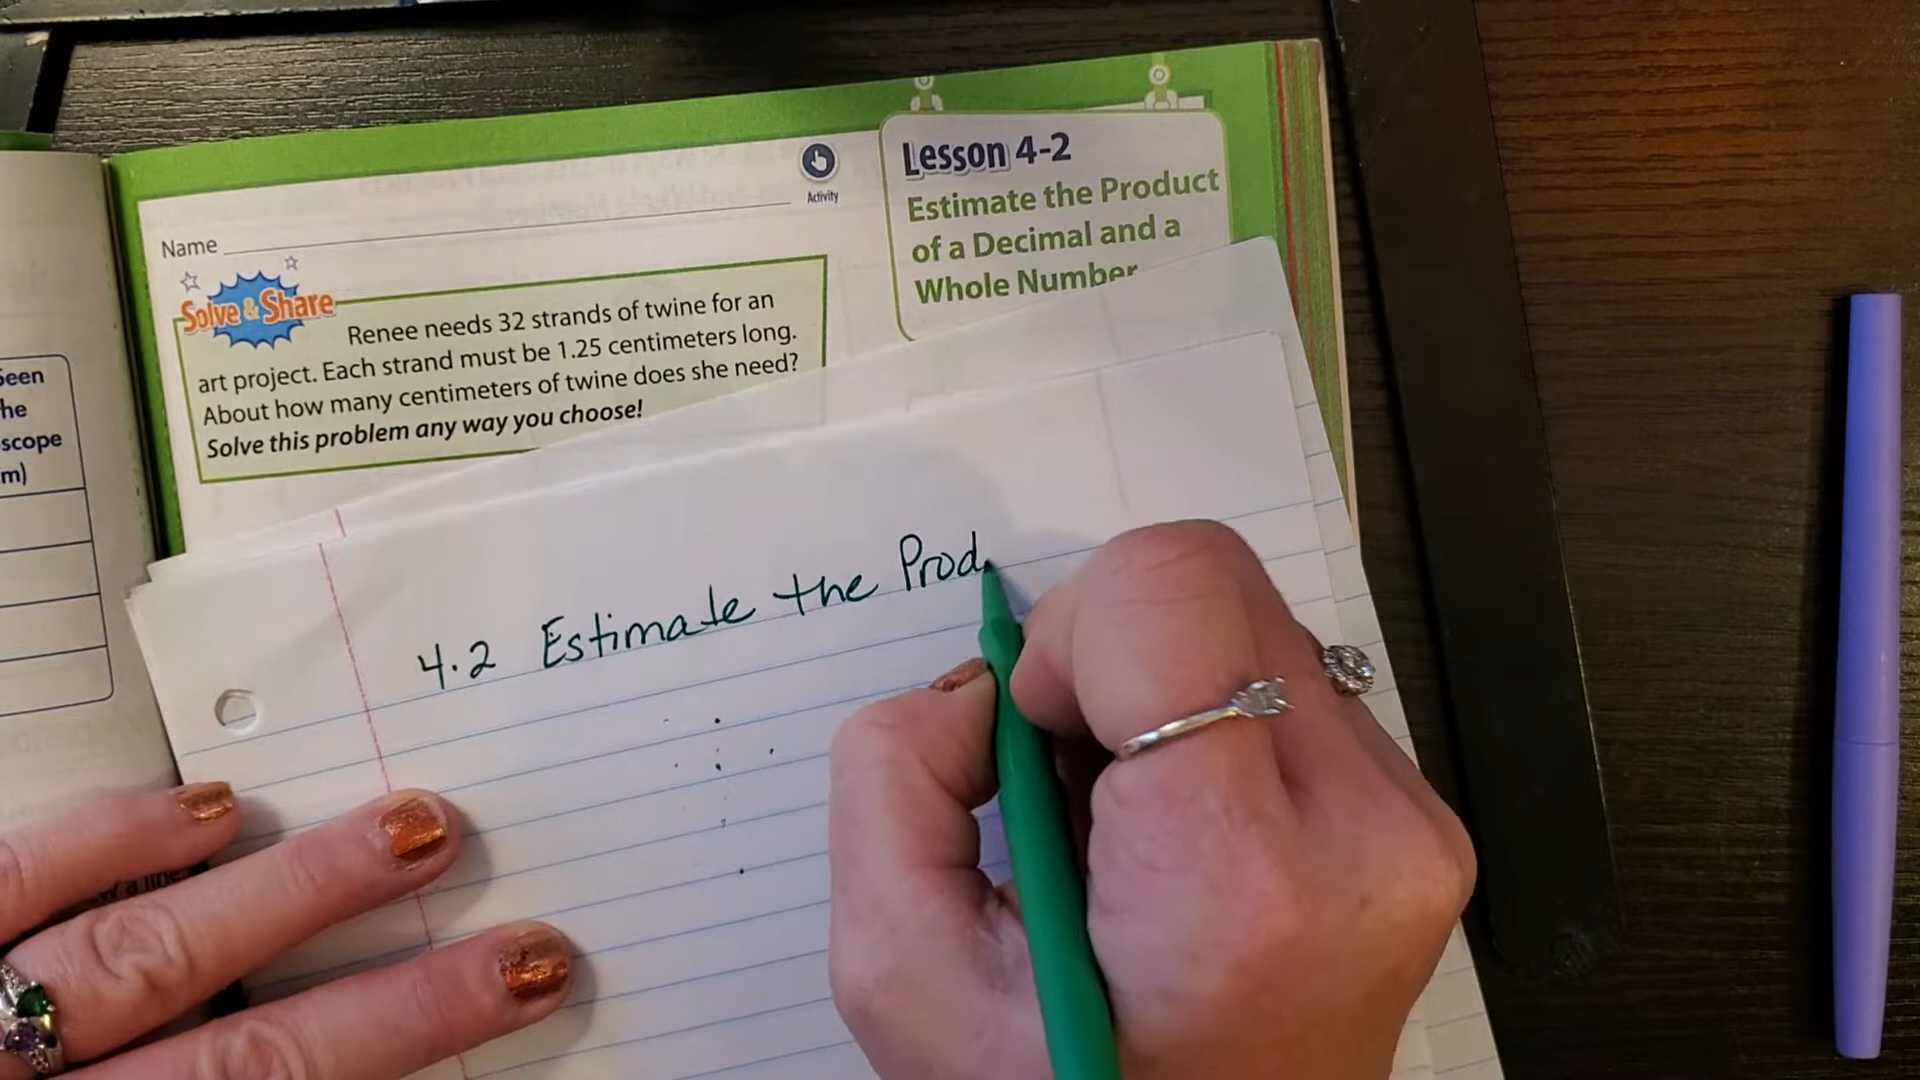 Lesson 4-2
Estimate the Product
of a Decimal and a
Whole Number
Activity
Name
Solve & Share
Renee needs 32 strands of twine for an
art project. Each strand must be 1.25 centimeters long.
About how many centimeters of twine does she need?
Solve this problem any way you choose!
scope
m)
4.2 Estimate the Prod